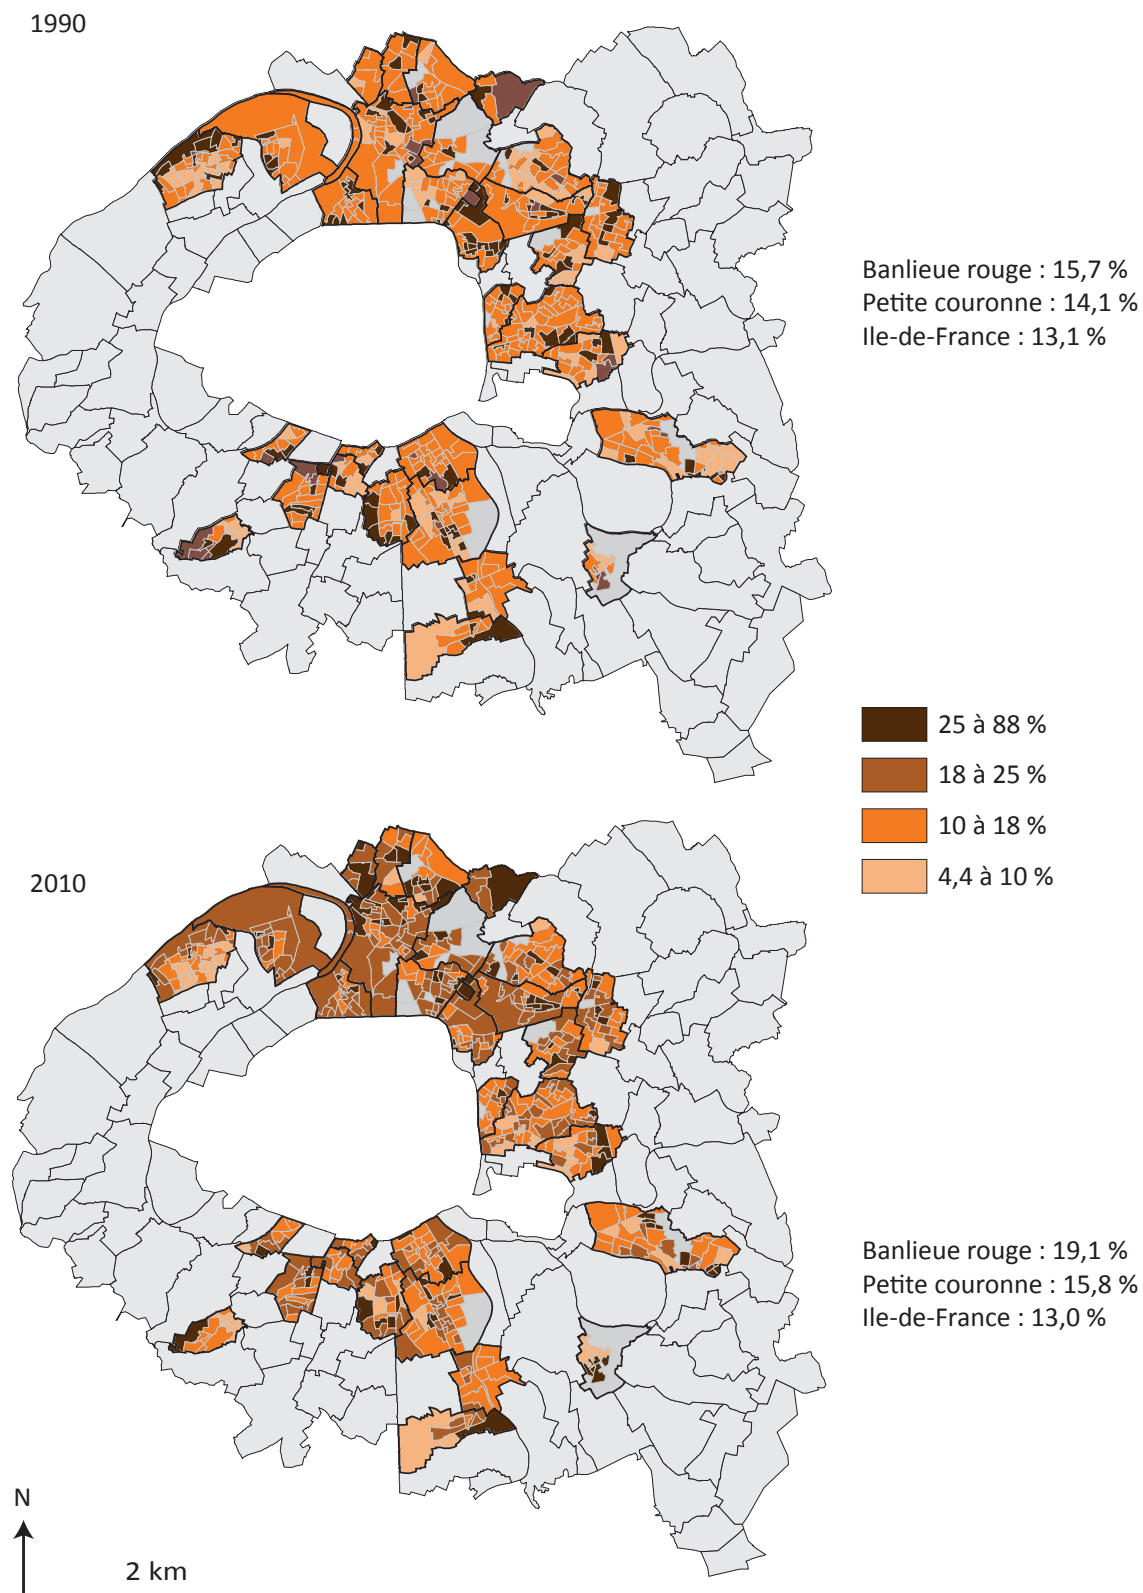 1990
Banlieue rouge : 15,7 %
Petite couronne : 14,1 %
Ile-de-France : 13,1 %
25 à 88 %
18 à 25 %
10 à 18 %
4,4 à 10 %
2010
Banlieue rouge : 19,1 %
Petite couronne : 15,8 %
Ile-de-France : 13,0 %
N
2 km